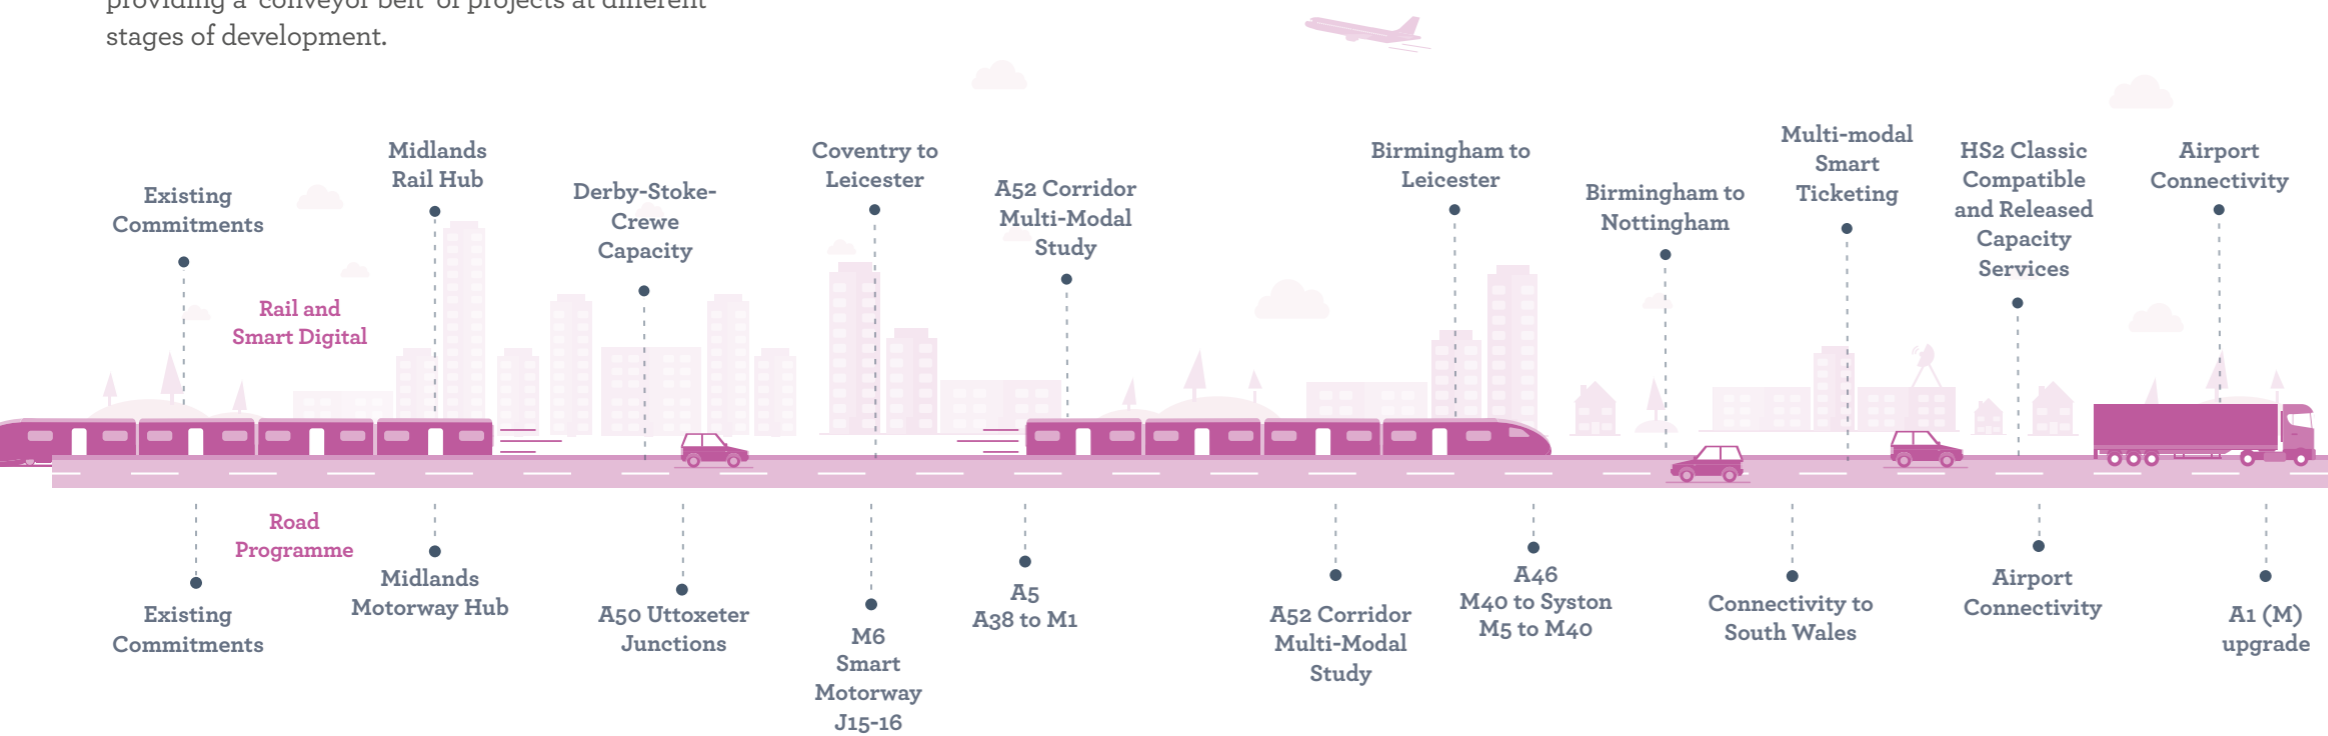 providing a 'conveyor belt' of projects at different
stages of development.
Existing
Commitments
Midlands
Rail Hub
Derby-Stoke-
Crewe
Capacity
Coventry to
Leicester
A52 Corridor
Multi-Modal
Study
Birmingham to
Leicester
Birmingham to
Nottingham
Multi-modal
Smart
Ticketing
HS2 Classic
Compatible
and Released
Capacity
Services
Airport
Connectivity
Rail and
Smart Digital
Road
Programme
Existing
Commitments
Midlands
Motorway Hub
A50 Uttoxeter
Junctions
M6
Smart
Motorway
J15-16
A5
A38 to M1
A52 Corridor
Multi-Modal
Study
A46
M40 to Syston
M5 to M40
Connectivity to
South Wales
Airport
Connectivity
A1 (M)
upgrade